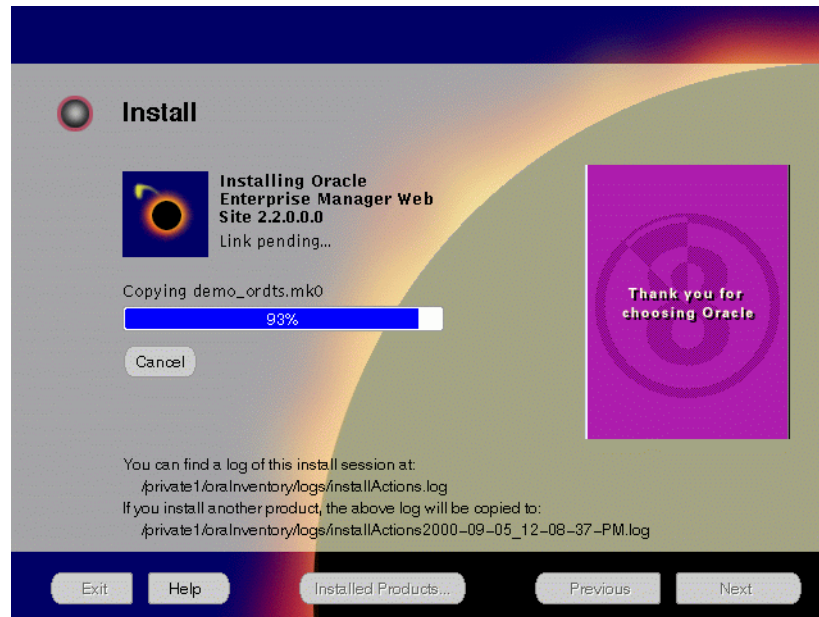 Install
Installing Oracle
Enterprise Manager Web
Site 2.2.0.0.0
Link pending...
Copying demo_ordts.mk0
93%
Cancel
8
Thank you for
choosing Oracle
You can find a log of this install session at:
/private1/oraInventory/logs/installActions.log
If you install another product, the above log will be copied to:
/private1/oraInventory/logs/installActions2000-09-05_12-08-37-PM.log
Exit
Help
Installed Products...
Previous
Next